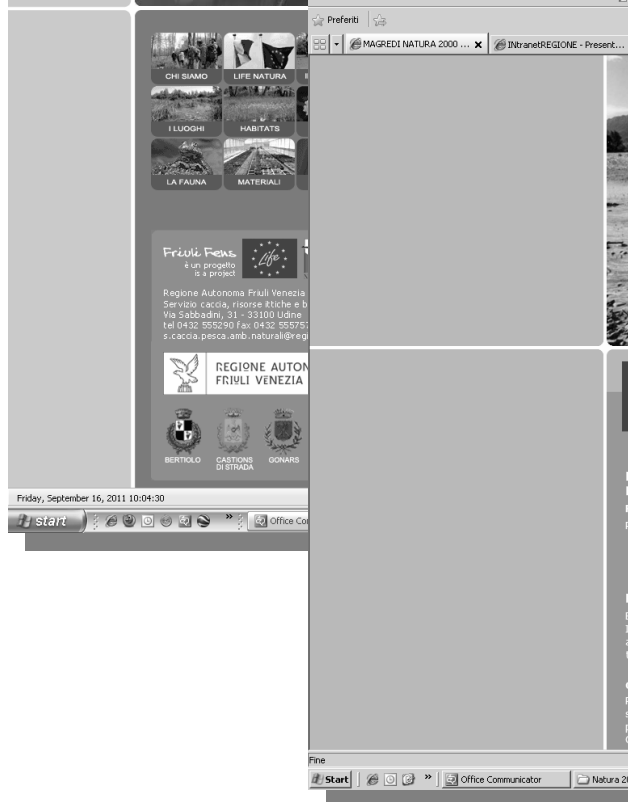 CHI SIAMO
LIFE NATURA
I LUOGHI
HABITATS
LA FAUNA
MATERIALI
Friuli Fens
è un progetto
is a project
Life
Regione Autonoma Friuli Venezia
Servizio caccia, risorse ittiche e b
Via Sabbadini, 31 - 33100 Udine
tel 0432 555290 fax 0432 55575
s.caccia.pesca.amb.naturali@regi
REGIONE AUTON
FRIULI VENEZIA
BERTIOLO
CASTIONS
DI STRADA
GONARS
Friday, September 16, 2011 10:04:30
start
»
Office Co
Preferiti
MAGREDI NATURA 2000 ...
INtranetREGIONE - Present...
Fine
Start
»
Office Communicator
Natura 20